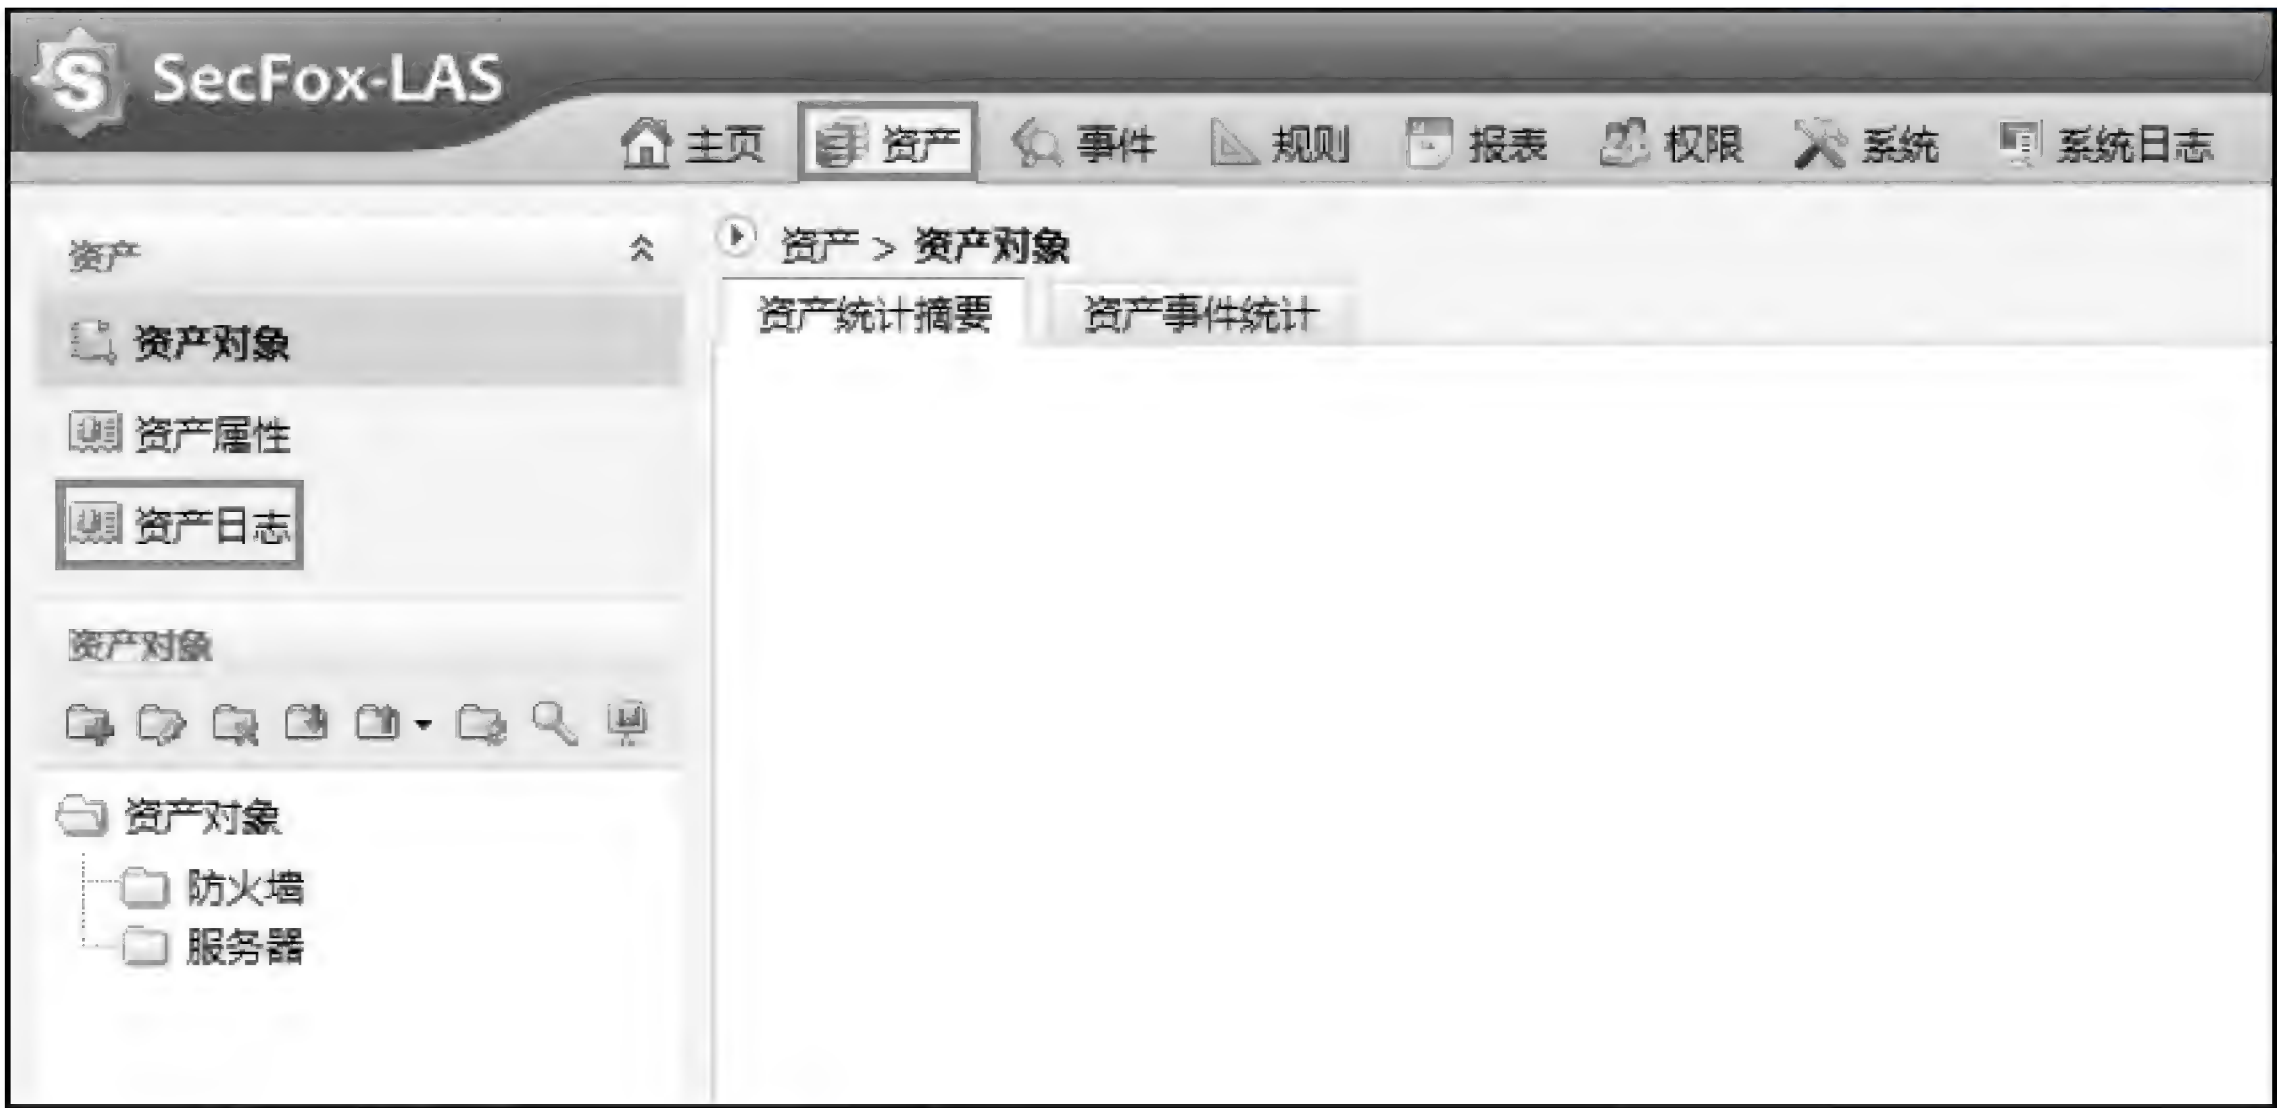 SecFox-LAS
主页 资产 事件 规则 报表 权限 系统 系统日志
资产
资产对象
资产属性
资产日志
资产对象
资产对象
防火墙
服务器
资产 > 资产对象
资产统计摘要 资产事件统计